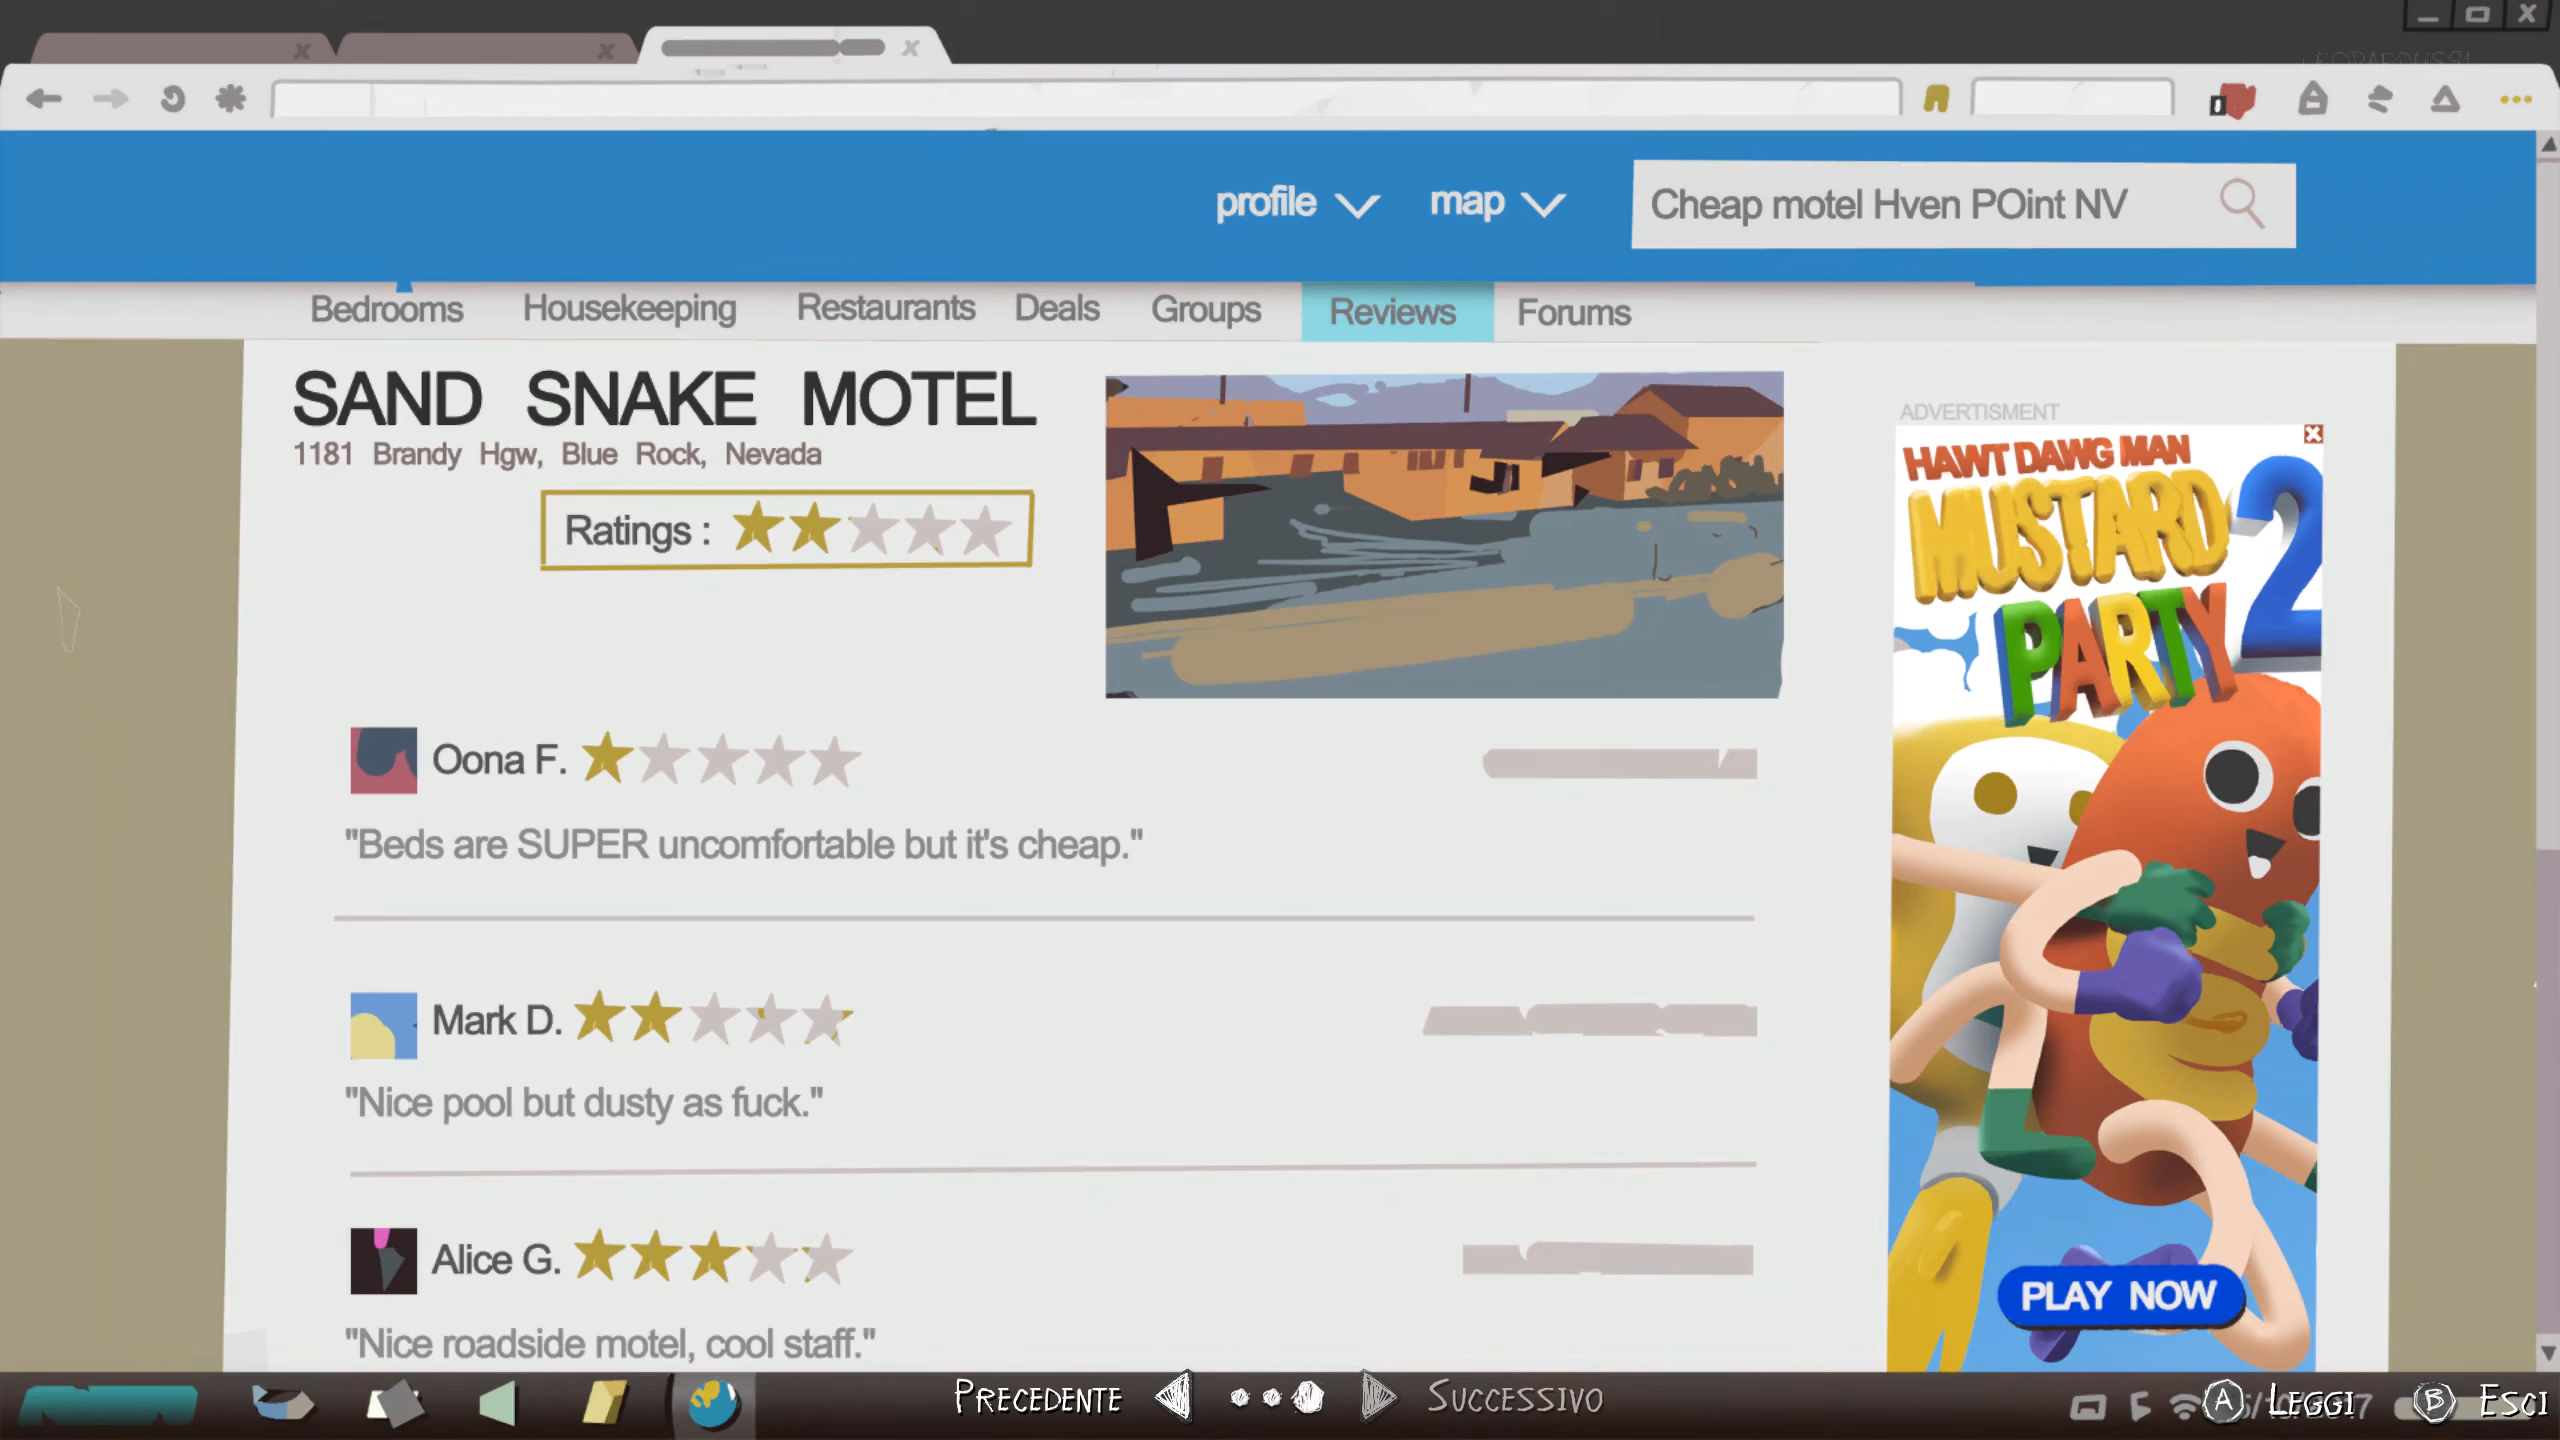 profile
map
Cheap motel Hven POint NV
Bedrooms Housekeeping Restaurants Deals Groups Reviews Forums
SAND SNAKE MOTEL
1181 Brandy Hgw, Blue Rock, Nevada
Ratings :
ADVERTISMENT
HAWT DAWG MAN
MUSTARD
PARTY
2
Oona F.
"Beds are SUPER uncomfortable but it's cheap."
Mark D.
"Nice pool but dusty as fuck."
Alice G.
"Nice roadside motel, cool staff."
PLAY NOW
PRECEDENTE
SUCCESSIVO
A LEGGI
B ESCI